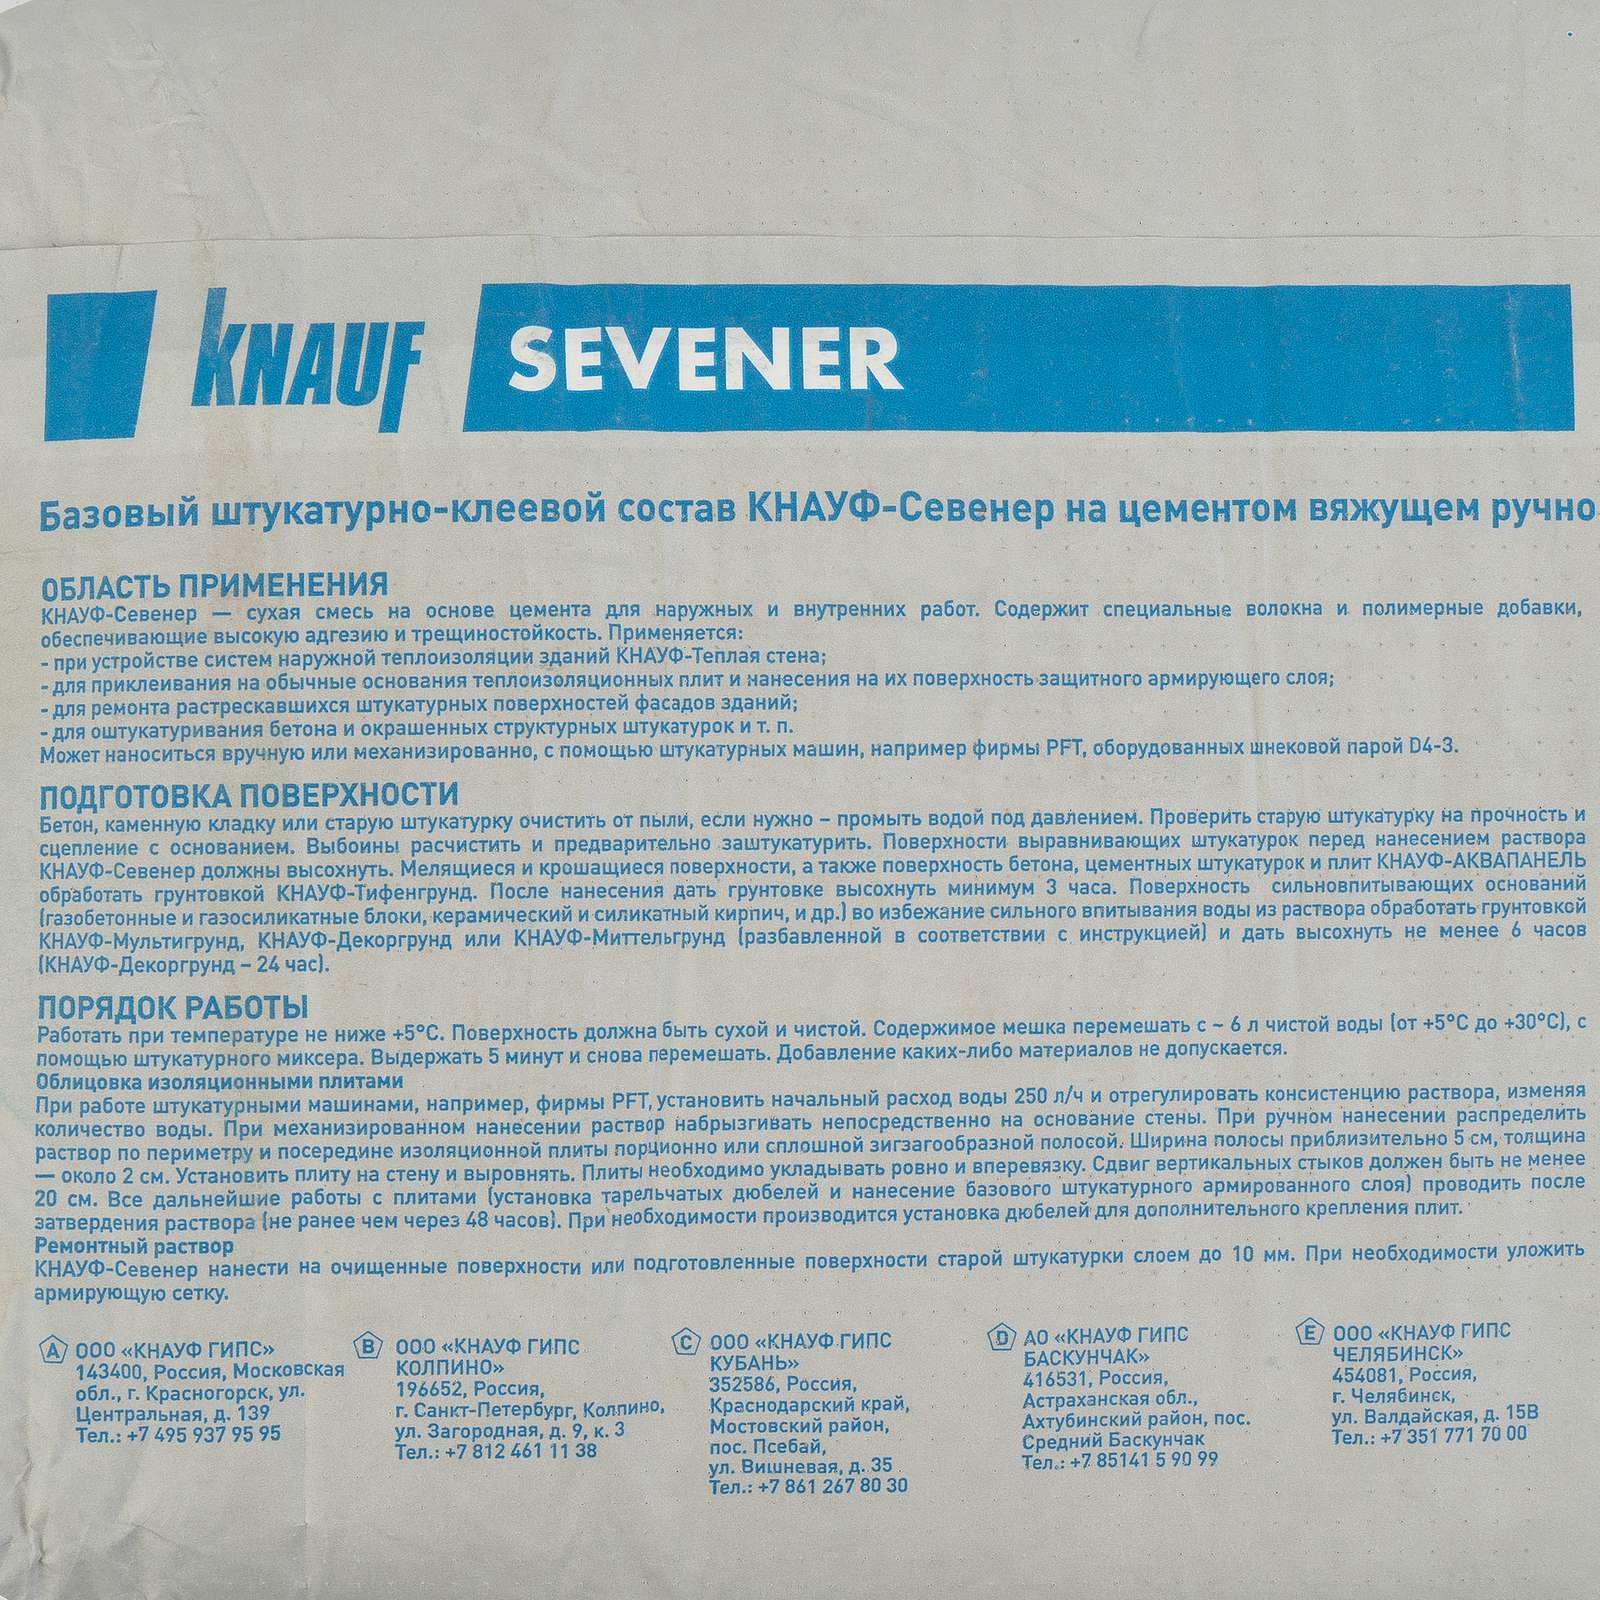 KNAUF SEVENER
Базовый штукатурно-клеевой состав КНАУФ-Севенер на цементом вяжущем ручно
ОБЛАСТЬ ПРИМЕНЕНИЯ
КНАУФ-Севенер — сухая смесь на основе цемента для наружных и внутренних работ. Содержит специальные волокна и полимерные добавки,
обеспечивающие высокую адгезию и трещиностойкость. Применяется:
- при устройстве систем наружной теплоизоляции зданий КНАУФ-Теплая стена;
- для приклеивания на обычные основания теплоизоляционных плит и нанесения на их поверхность защитного армирующего слоя;
- для ремонта растрескавшихся штукатурных поверхностей фасадов зданий;
- для оштукатуривания бетона и окрашенных структурных штукатурок и т. п.
Может наноситься вручную или механизированно, с помощью штукатурных машин, например фирмы PFT, оборудованных шнековой парой D4-3.
ПОДГОТОВКА ПОВЕРХНОСТИ
Бетон, каменную кладку или старую штукатурку очистить от пыли, если нужно – промыть водой под давлением. Проверить старую штукатурку на прочность и
сцепление с основанием. Выбоины расчистить и предварительно заштукатурить. Поверхности выравнивающих штукатурок перед нанесением раствора
КНАУФ-Севенер должны высохнуть. Мелящиеся и крошащиеся поверхности, а также поверхность бетона, цементных штукатурок и плит КНАУФ-АКВАПАНЕЛЬ
обработать грунтовкой КНАУФ-Тифенгрунд. После нанесения дать грунтовке высохнуть минимум 3 часа. Поверхность сильновпитывающих оснований
(газобетонные и газосиликатные блоки, керамический и силикатный кирпич, и др.) во избежание сильного впитывания воды из раствора обработать грунтовкой
КНАУФ-Мультигрунд, КНАУФ-Декоргрунд или КНАУФ-Миттельгрунд (разбавленной в соответствии с инструкцией) и дать высохнуть не менее 6 часов
(КНАУФ-Декоргрунд – 24 час).
ПОРЯДОК РАБОТЫ
Работать при температуре не ниже +5°С. Поверхность должна быть сухой и чистой. Содержимое мешка перемешать с ~ 6 л чистой воды (от +5°С до +30°С), с
помощью штукатурного миксера. Выдержать 5 минут и снова перемешать. Добавление каких-либо материалов не допускается.
Облицовка изоляционными плитами
При работе штукатурными машинами, например, фирмы PFT, установить начальный расход воды 250 л/ч и отрегулировать консистенцию раствора, изменяя
количество воды. При механизированном нанесении раствор набрызгивать непосредственно на основание стены. При ручном нанесении распределить
раствор по периметру и посередине изоляционной плиты порционно или сплошной зигзагообразной полосой. Ширина полосы приблизительно 5 см, толщина
— около 2 см. Установить плиту на стену и выровнять. Плиты необходимо укладывать ровно и вперевязку. Сдвиг вертикальных стыков должен быть не менее
20 см. Все дальнейшие работы с плитами (установка тарельчатых дюбелей и нанесение базового штукатурного армированного слоя) проводить после
затвердения раствора (не ранее чем через 48 часов). При необходимости производится установка дюбелей для дополнительного крепления плит.
Ремонтный раствор
КНАУФ-Севенер нанести на очищенные поверхности или подготовленные поверхности старой штукатурки слоем до 10 мм. При необходимости уложить
армирующую сетку.
A ООО «КНАУФ ГИПС»
143400, Россия, Московская
обл., г. Красногорск, ул.
Центральная, д. 139
Тел.: +7 495 937 95 95
B ООО «КНАУФ ГИПС
КОЛПИНО»
196652, Россия,
г. Санкт-Петербург, Колпино,
ул. Загородная, д. 9, к. 3
Тел.: +7 812 461 11 38
C ООО «КНАУФ ГИПС
КУБАНЬ»
352586, Россия,
Краснодарский край,
Мостовский район,
пос. Псебай,
ул. Вишневая, д. 35
Тел.: +7 861 267 80 30
D АО «КНАУФ ГИПС
БАСКУНЧАК»
416531, Россия,
Астраханская обл.,
Ахтубинский район, пос.
Средний Баскунчак
Тел.: +7 85141 5 90 99
E ООО «КНАУФ ГИПС
ЧЕЛЯБИНСК»
454081, Россия,
г. Челябинск,
ул. Валдайская, д. 15В
Тел.: +7 351 771 70 00